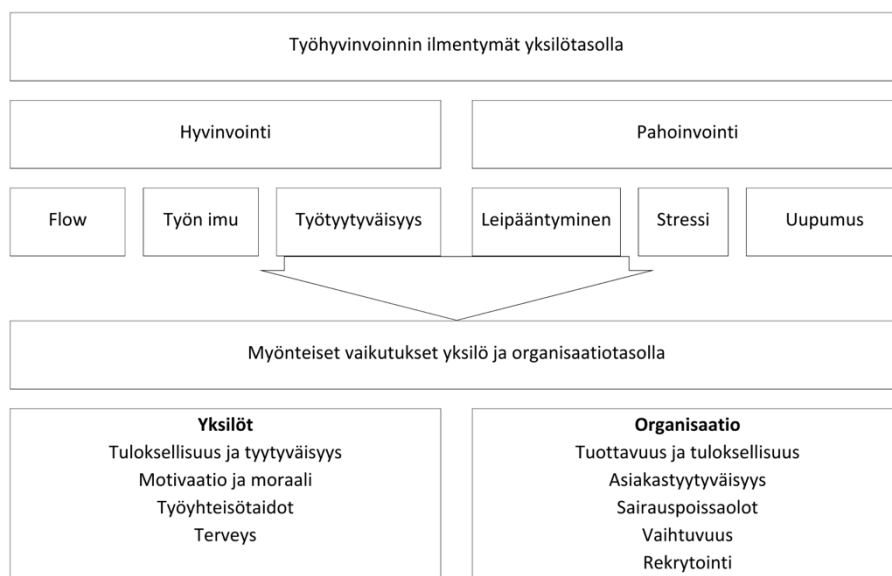 Työhyvinvoinnin ilmentymät yksilötasolla
Hyvinvointi
Pahoinvointi
Flow
Työn imu
Työtyytyväisyys
Leipääntyminen
Stressi
Uupumus
Myönteiset vaikutukset yksilö ja organisaatiotasolla
Yksilöt
Tuloksellisuus ja tyytyväisyys
Motivaatio ja moraali
Työyhteisötaidot
Terveys
Organisaatio
Tuottavuus ja tuloksellisuus
Asiakastyytyväisyys
Sairauspoissaolot
Vaihtuvuus
Rekrytointi